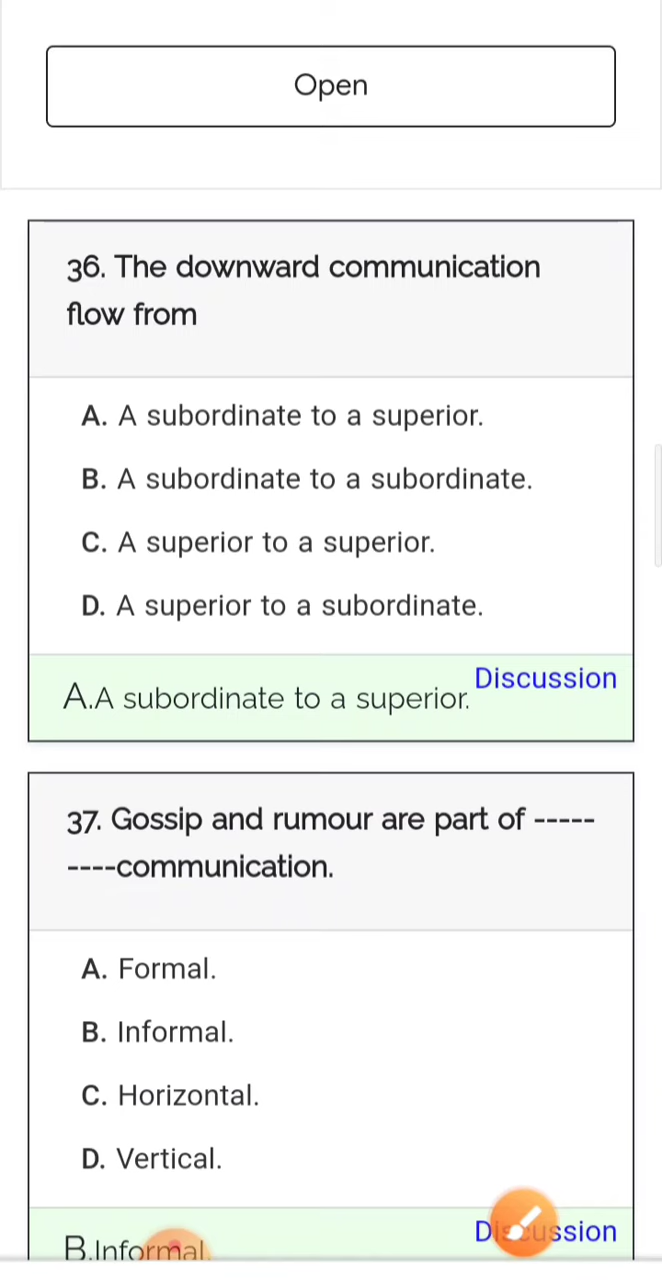 Open
36. The downward communication
flow from
A. A subordinate to a superior.
B. A subordinate to a subordinate.
C. A superior to a superior.
D. A superior to a subordinate.
Discussion
A.A subordinate to a superior.
37. Gossip and rumour are part of -----
----communication.
A. Formal.
B. Informal.
C. Horizontal.
D. Vertical.
Discussion
B.Informal.